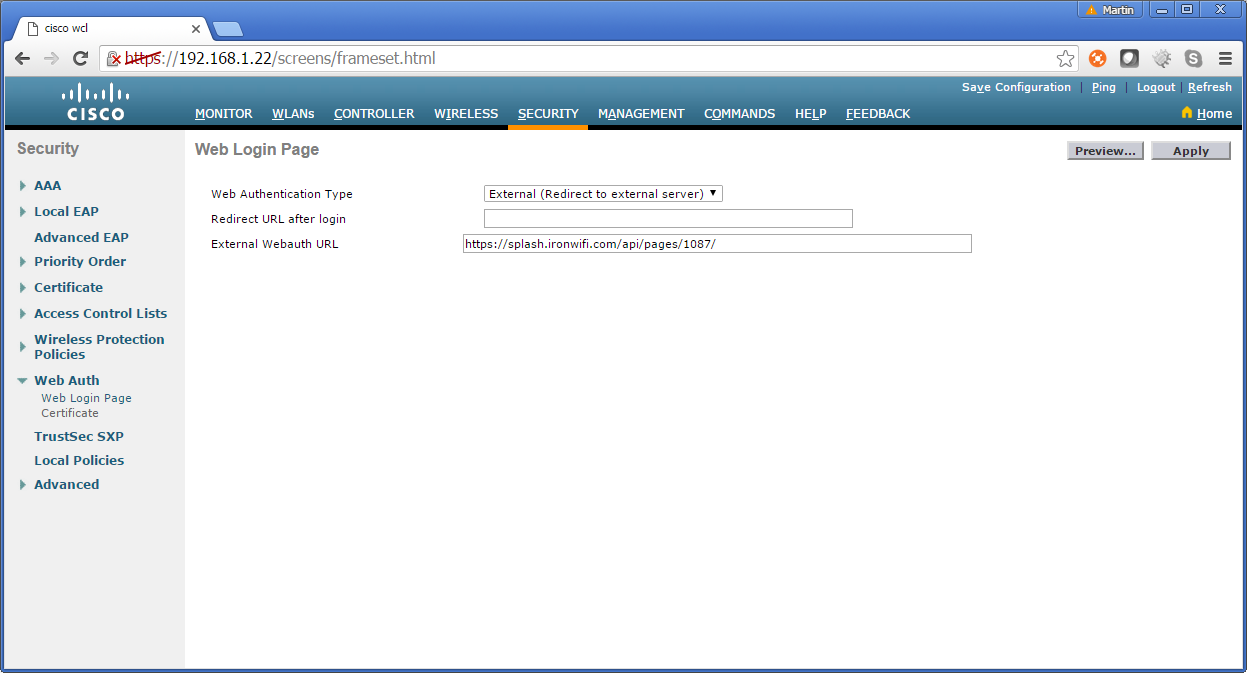 Martin
cisco wcl
https://192.168.1.22/screens/frameset.html
Save Configuration | Ping | Logout | Refresh
CISCO
MONITOR WLANs CONTROLLER WIRELESS SECURITY MANAGEMENT COMMANDS HELP FEEDBACK Home
Security
Web Login Page
Preview... Apply
AAA
Local EAP
Advanced EAP
Priority Order
Certificate
Access Control Lists
Wireless Protection
Policies
Web Auth
Web Login Page
Certificate
TrustSec SXP
Local Policies
Advanced
Web Authentication Type External (Redirect to external server)
Redirect URL after login
External Webauth URL https://splash.ironwifi.com/api/pages/1087/